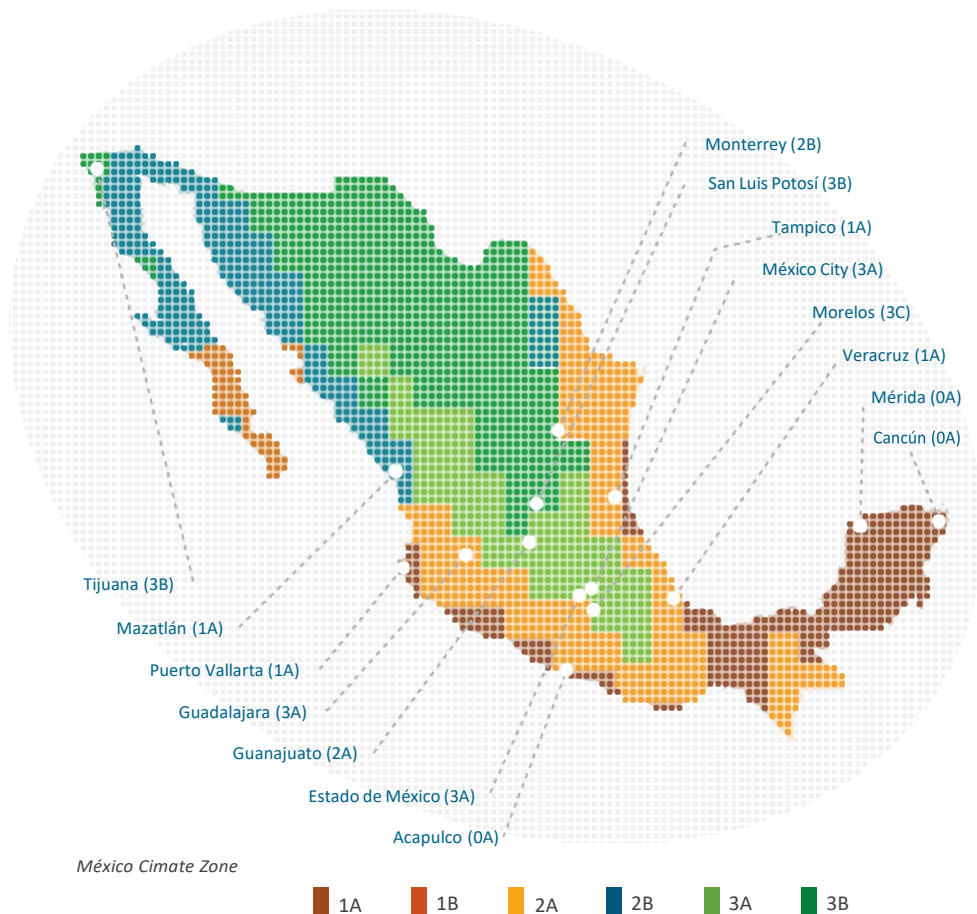 Monterrey (2B)
San Luis Potosí (3B)
Tampico (1A)
México City (3A)
Morelos (3C)
Veracruz (1A)
Mérida (0A)
Cancún (0A)
Tijuana (3B)
Mazatlán (1A)
Puerto Vallarta (1A)
Guadalajara (3A)
Guanajuato (2A)
Estado de México (3A)
Acapulco (0A)
México Cimate Zone
1A 1B 2A 2B 3A 3B